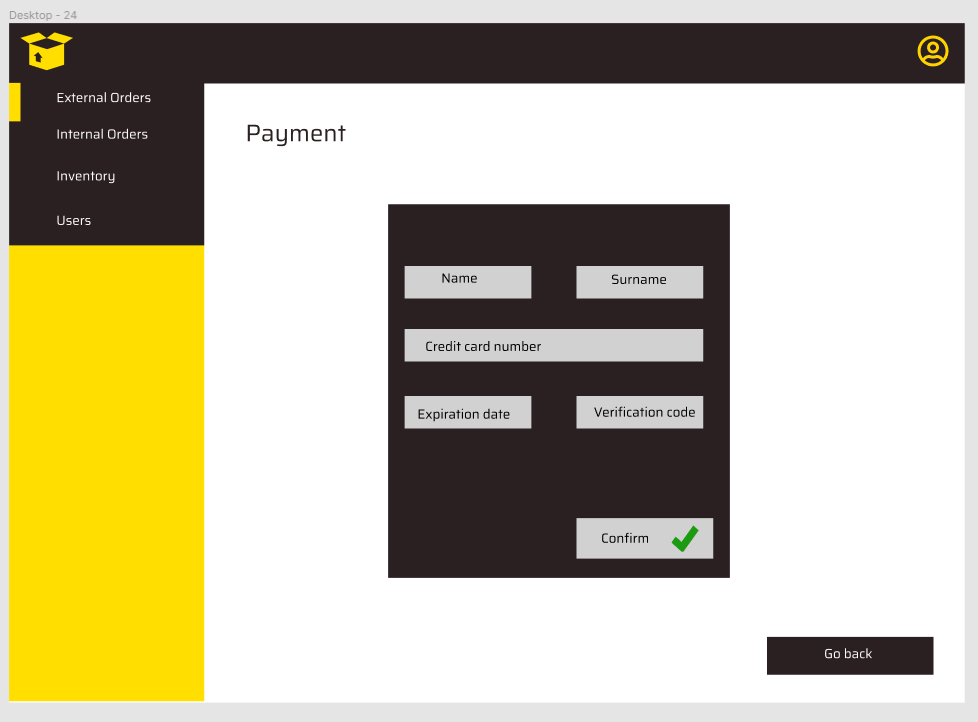 Desktop - 24
External Orders
Internal Orders
Inventory
Users
Payment
Name
Surname
Credit card number
Expiration date
Verification code
Confirm
Go back